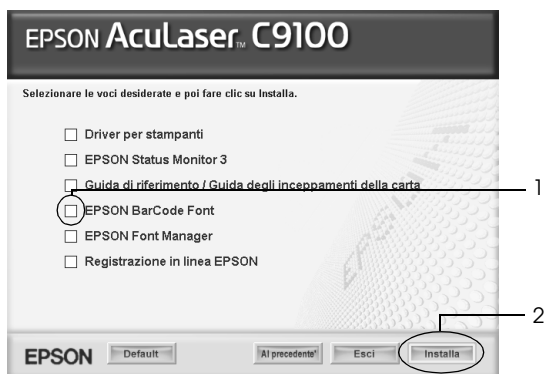 EPSON AcuLaser™ C9100
Selezionare le voci desiderate e poi fare clic su Installa.
Driver per stampanti
EPSON Status Monitor 3
Guida di riferimento / Guida degli inceppamenti della carta
1
EPSON BarCode Font
EPSON Font Manager
Registrazione in linea EPSON
EPSON
2
EPSON Default Al precedente' Esci Installa